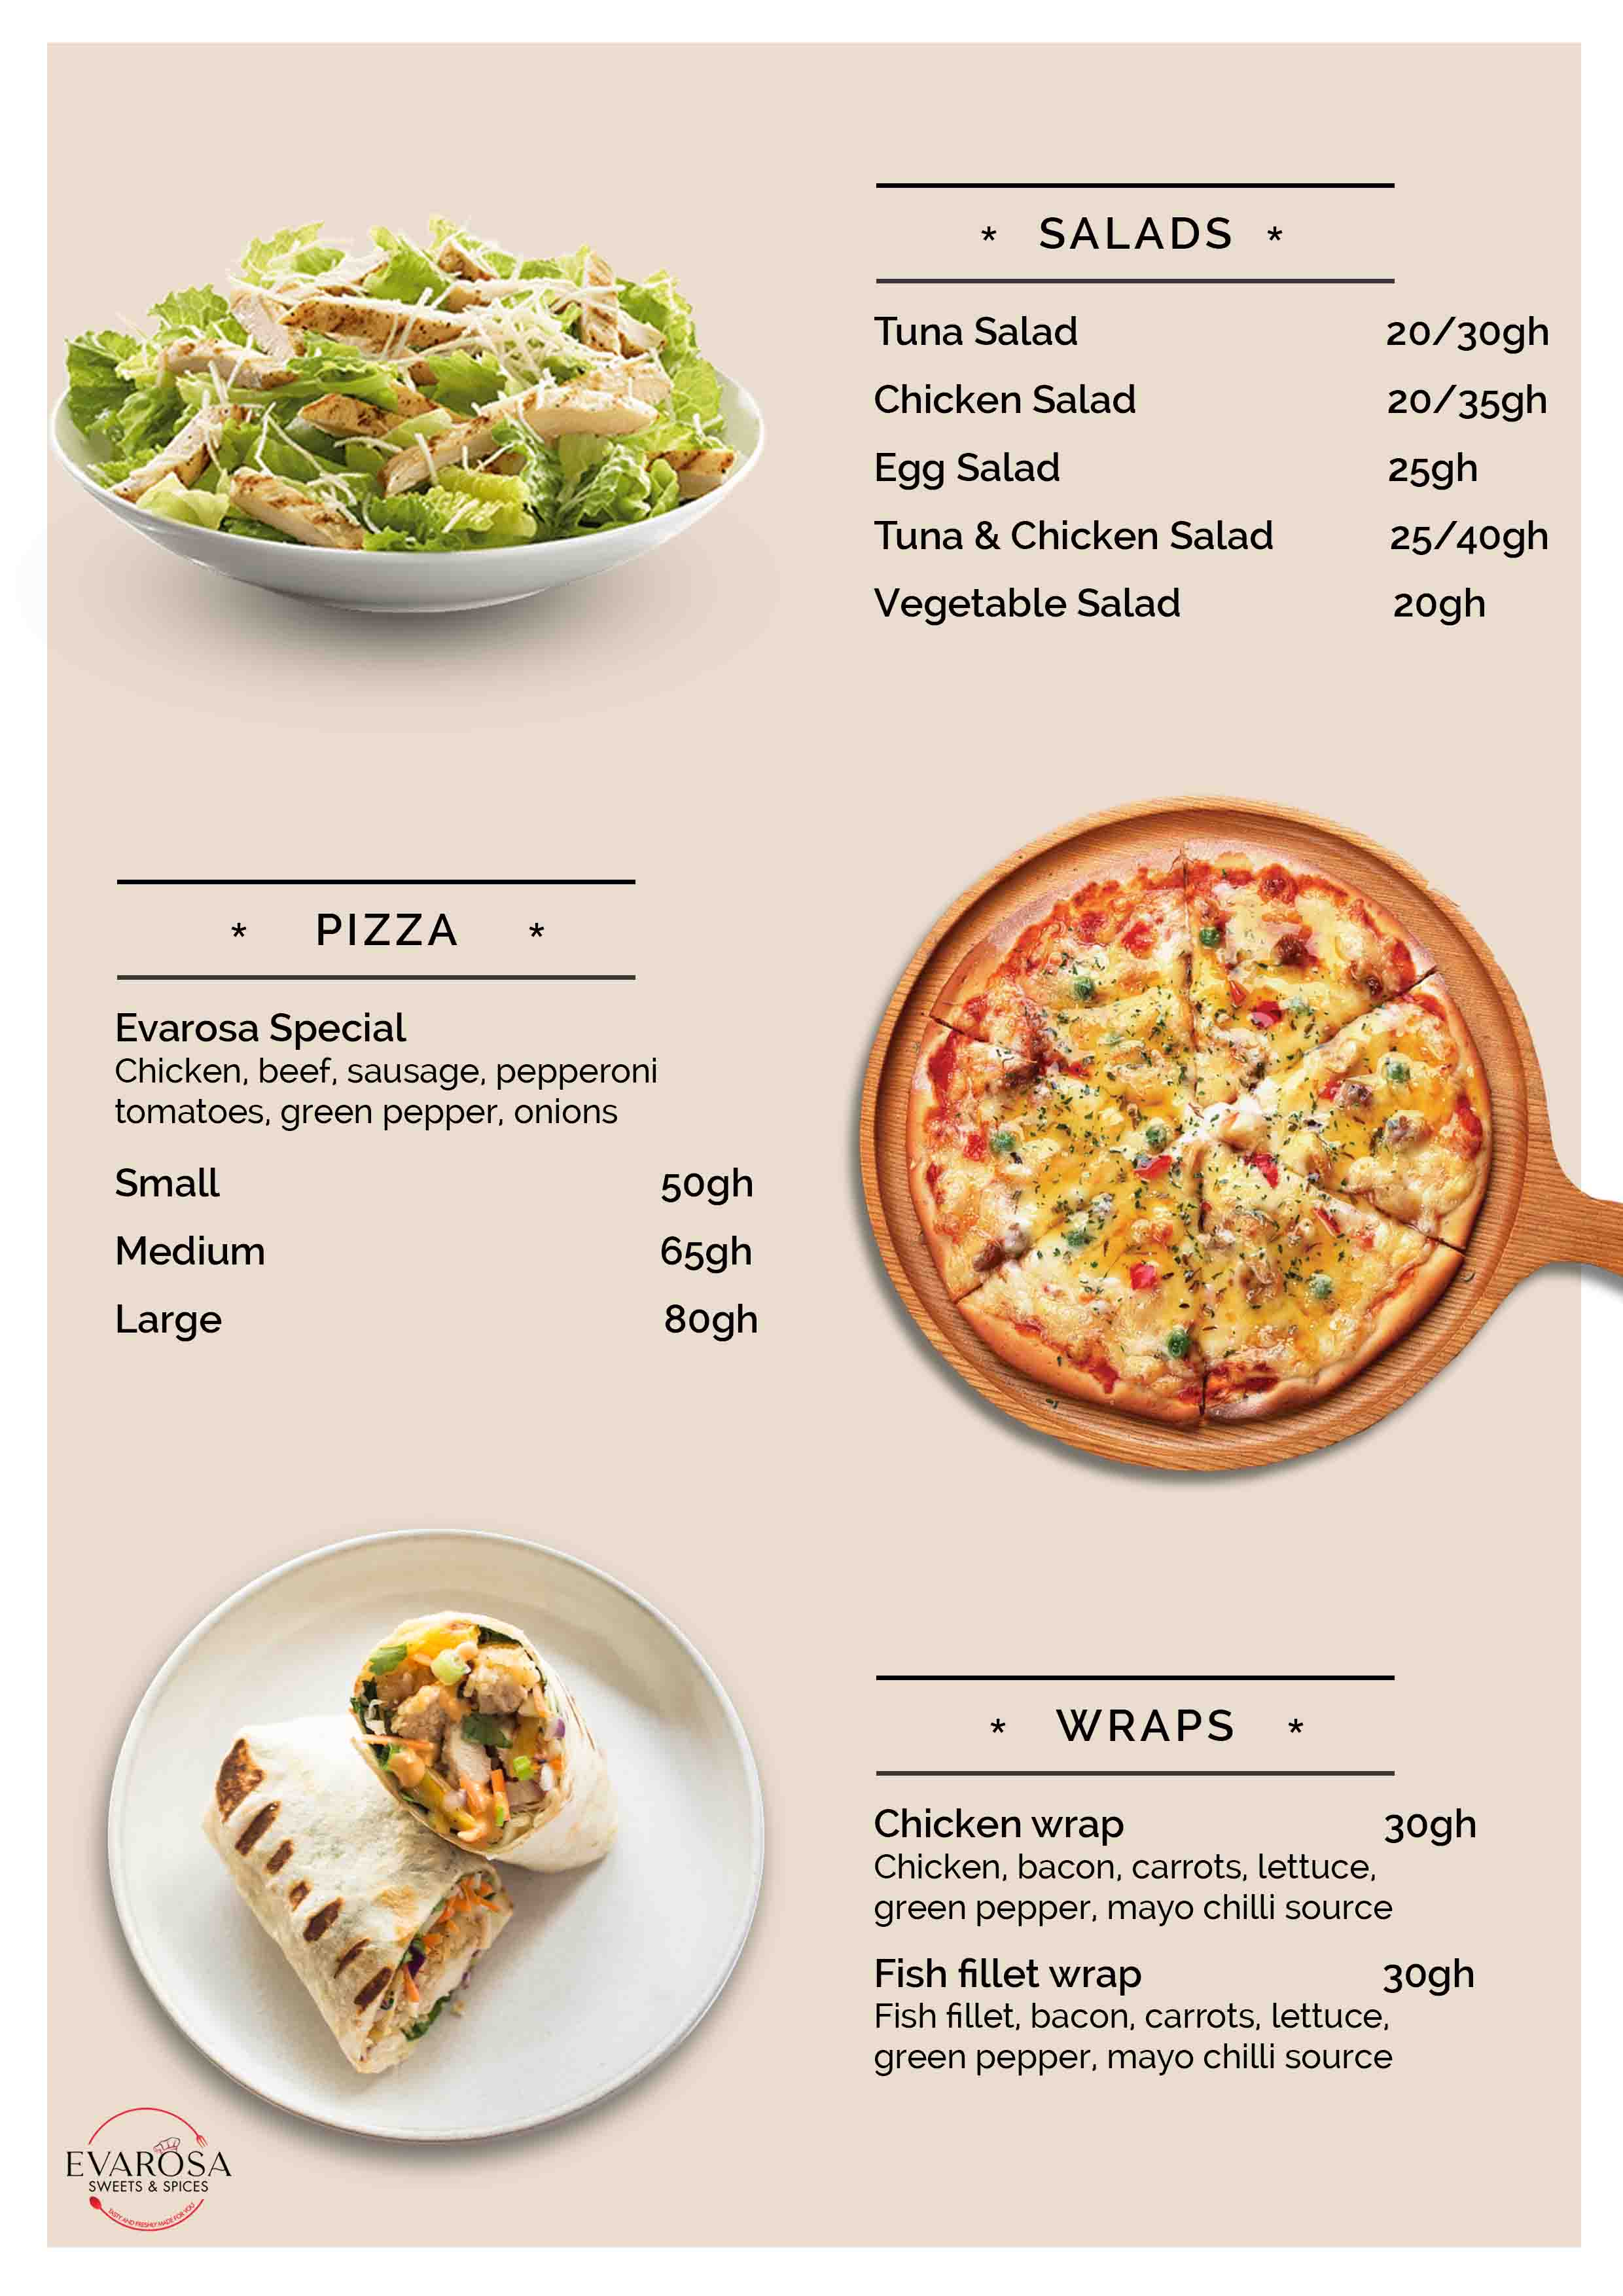 * SALADS *
Tuna Salad 20/30gh
Chicken Salad 20/35gh
Egg Salad 25gh
Tuna & Chicken Salad 25/40gh
Vegetable Salad 20gh
* PIZZA *
Evarosa Special
Chicken, beef, sausage, pepperoni
tomatoes, green pepper, onions
Small 50gh
Medium 65gh
Large 80gh
* WRAPS *
Chicken wrap 30gh
Chicken, bacon, carrots, lettuce,
green pepper, mayo chilli source
Fish fillet wrap 30gh
Fish fillet, bacon, carrots, lettuce,
green pepper, mayo chilli source
EVAROSA
SWEETS & SPICES
TASTY AND FRESHLY MADE FOR YOU